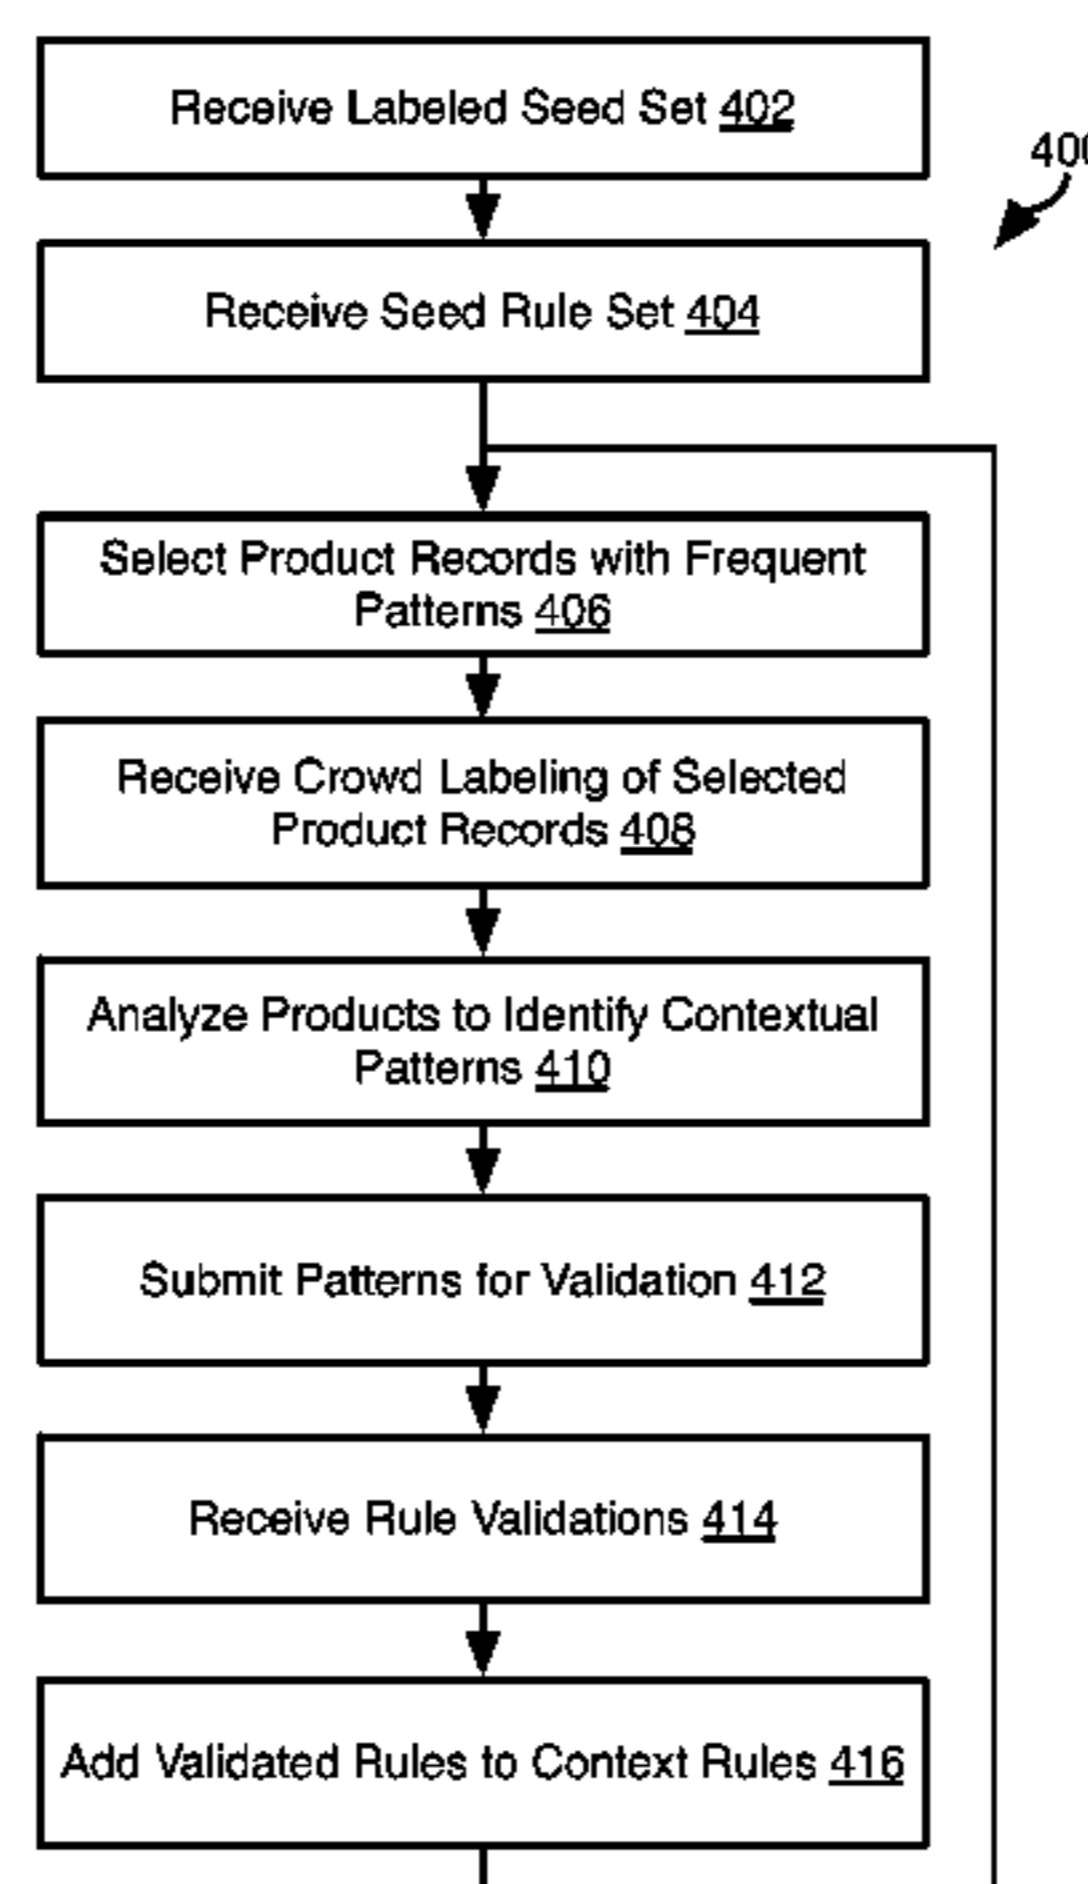 Receive Labeled Seed Set 402
400
Receive Seed Rule Set 404
Select Product Records with Frequent
Patterns 406
Receive Crowd Labeling of Selected
Product Records 408
Analyze Products to Identify Contextual
Patterns 410
Submit Patterns for Validation 412
Receive Rule Validations 414
Add Validated Rules to Context Rules 416